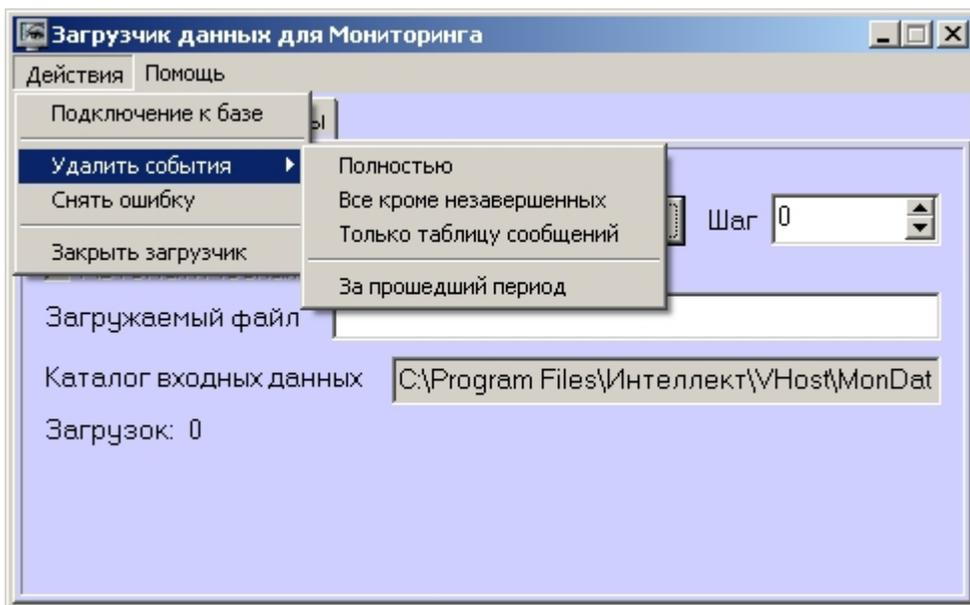 Загрузчик данных для Мониторинга
Действия Помощь
Подключение к базе
Удалить события
Снять ошибку
Закрыть загрузчик
Полностью
Все кроме незавершенных
Только таблицу сообщений
За прошедший период
Шаг 0
Загружаемый файл
Каталог входных данных C:\Program Files\Интеллект\VHost\MonDat
Загрузок: 0